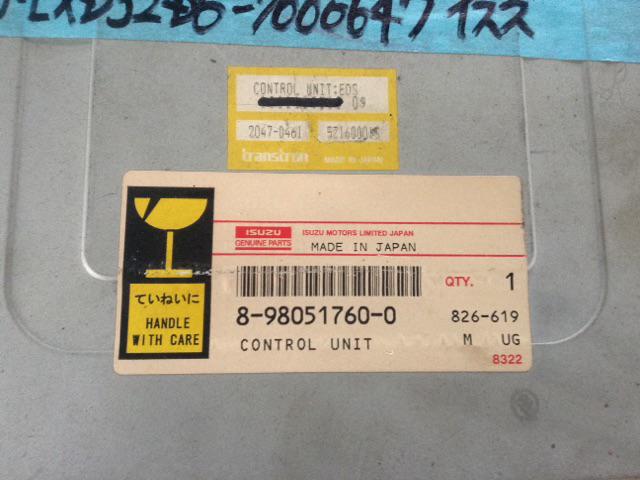 -7000647 イスズ
CONTROL UNIT:EDS
09
2047-0461
transtron
MADE IN JAPAN
ISUZU
GENUINE PARTS
ISUZU MOTORS LIMITED JAPAN
MADE IN JAPAN
QTY. 1
8-98051760-0
826-619
CONTROL UNIT
M UG
8322
ていねいに
HANDLE
WITH CARE